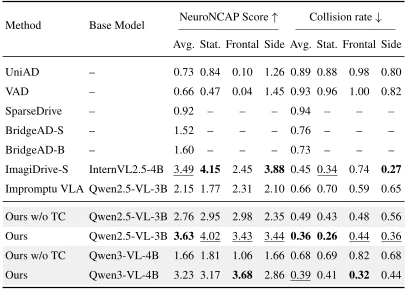 Method Base Model NeuroNCAP Score ↑ Collision rate ↓
Avg. Stat. Frontal Side Avg. Stat. Frontal Side
UniAD – 0.73 0.84 0.10 1.26 0.89 0.88 0.98 0.80
VAD – 0.66 0.47 0.04 1.45 0.93 0.96 1.00 0.82
SparseDrive – 0.92 – – – 0.94 – – –
BridgeAD-S – 1.52 – – – 0.76 – – –
BridgeAD-B – 1.60 – – – 0.73 – – –
ImagiDrive-S InternVL2.5-4B 3.49 4.15 2.45 3.88 0.45 0.34 0.74 0.27
Impromptu VLA Qwen2.5-VL-3B 2.15 1.77 2.31 2.10 0.66 0.70 0.59 0.65
Ours w/o TC Qwen2.5-VL-3B 2.76 2.95 2.98 2.35 0.49 0.43 0.48 0.56
Ours Qwen2.5-VL-3B 3.63 4.02 3.43 3.44 0.36 0.26 0.44 0.36
Ours w/o TC Qwen3-VL-4B 1.66 1.81 1.06 1.66 0.68 0.69 0.82 0.68
Ours Qwen3-VL-4B 3.23 3.17 3.68 2.86 0.39 0.41 0.32 0.44